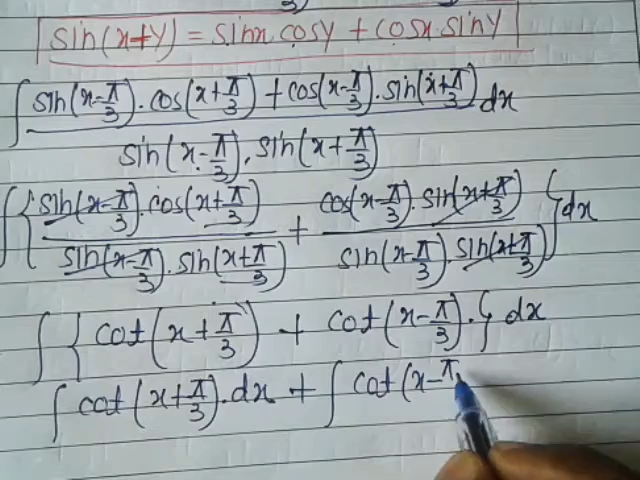 sin(x+y) = sinx cosy + cosx siny
∫ sin(x-π/3).cos(x+π/3) + cos(x-π/3).sin(x+π/3) dx
sin(x-π/3).sin(x+π/3)
∫{ sin(x-π/3).cos(x+π/3) + cos(x-π/3).sin(x+π/3) }dx
sin(x-π/3).sin(x+π/3) sin(x-π/3).sin(x+π/3)
∫{ cot(x+π/3) + cot(x-π/3).} dx
∫ cot(x+π/3).dx + ∫ cot(x-π